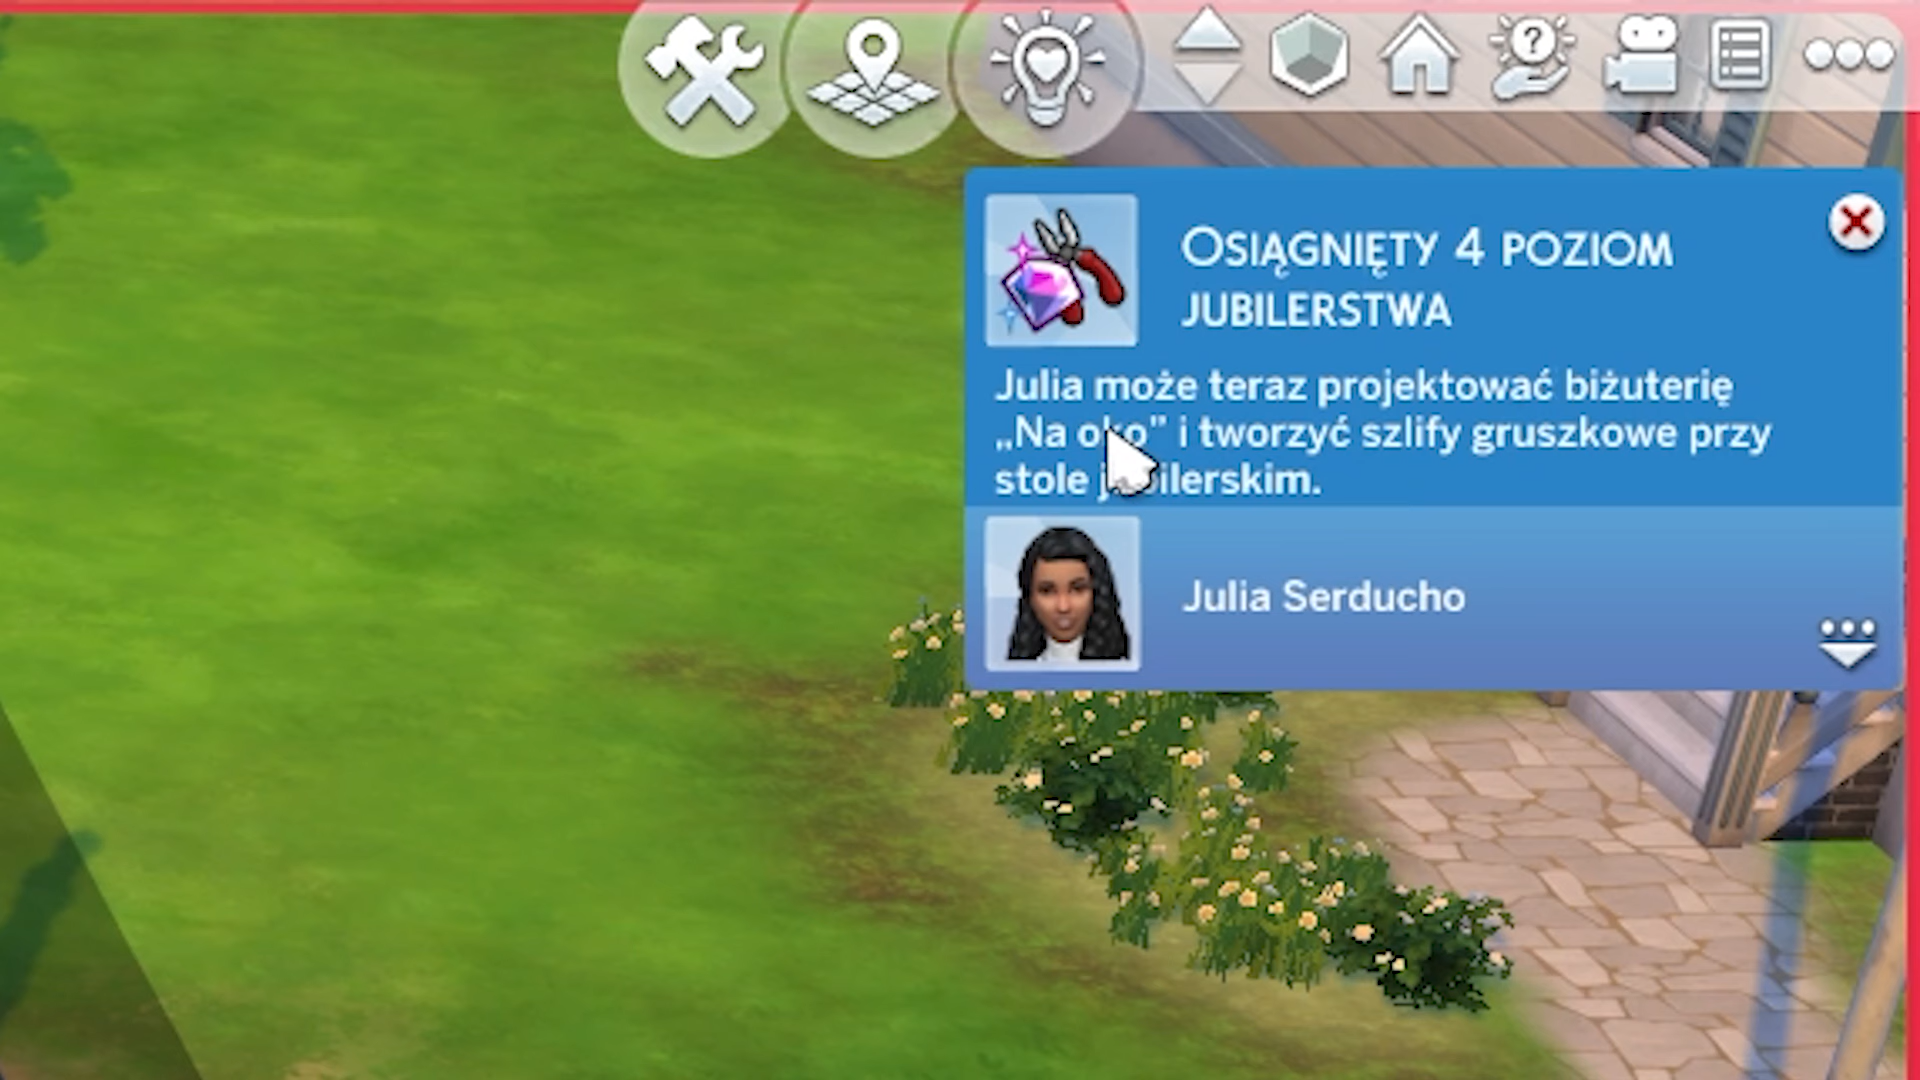 Osiągnięty 4 poziom
jubilerstwa
Julia może teraz projektować biżuterię
„Na oko” i tworzyć szlify gruszkowe przy
stole jubilerskim.
Julia Serducho